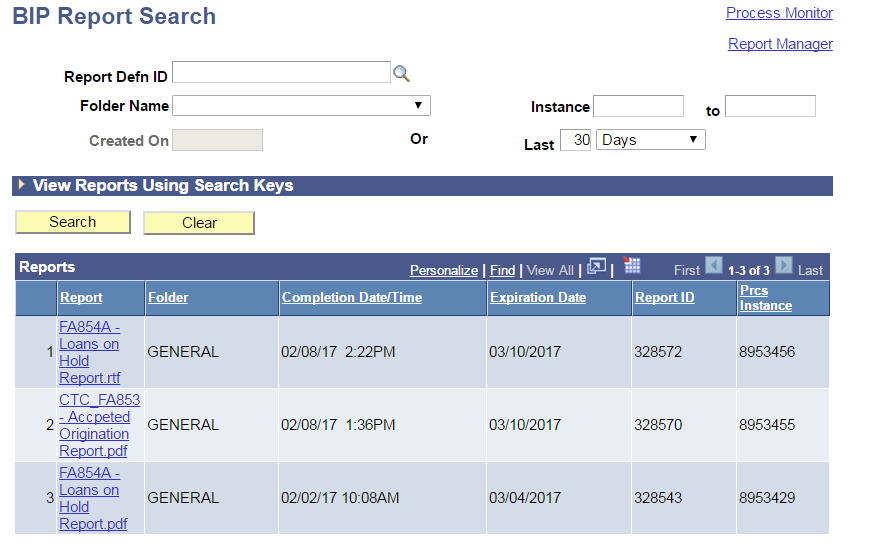 BIP Report Search
Process Monitor
Report Manager
Report Defn ID
Folder Name
Instance to
Created On Or Last 30 Days
View Reports Using Search Keys
Search Clear
Reports Personalize | Find | View All | | First 1-3 of 3 Last
Report Folder Completion Date/Time Expiration Date Report ID Prcs
Instance
1 FA854A -
Loans on
Hold
Report.rtf GENERAL 02/08/17 2:22PM 03/10/2017 328572 8953456
2 CTC_FA853
- Accpeted
Origination
Report.pdf GENERAL 02/08/17 1:36PM 03/10/2017 328570 8953455
3 FA854A -
Loans on
Hold
Report.pdf GENERAL 02/02/17 10:08AM 03/04/2017 328543 8953429